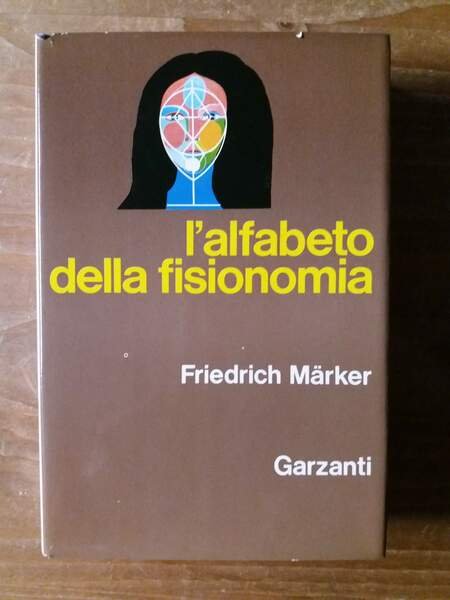 l'alfabeto
della fisionomia
Friedrich Märker
Garzanti